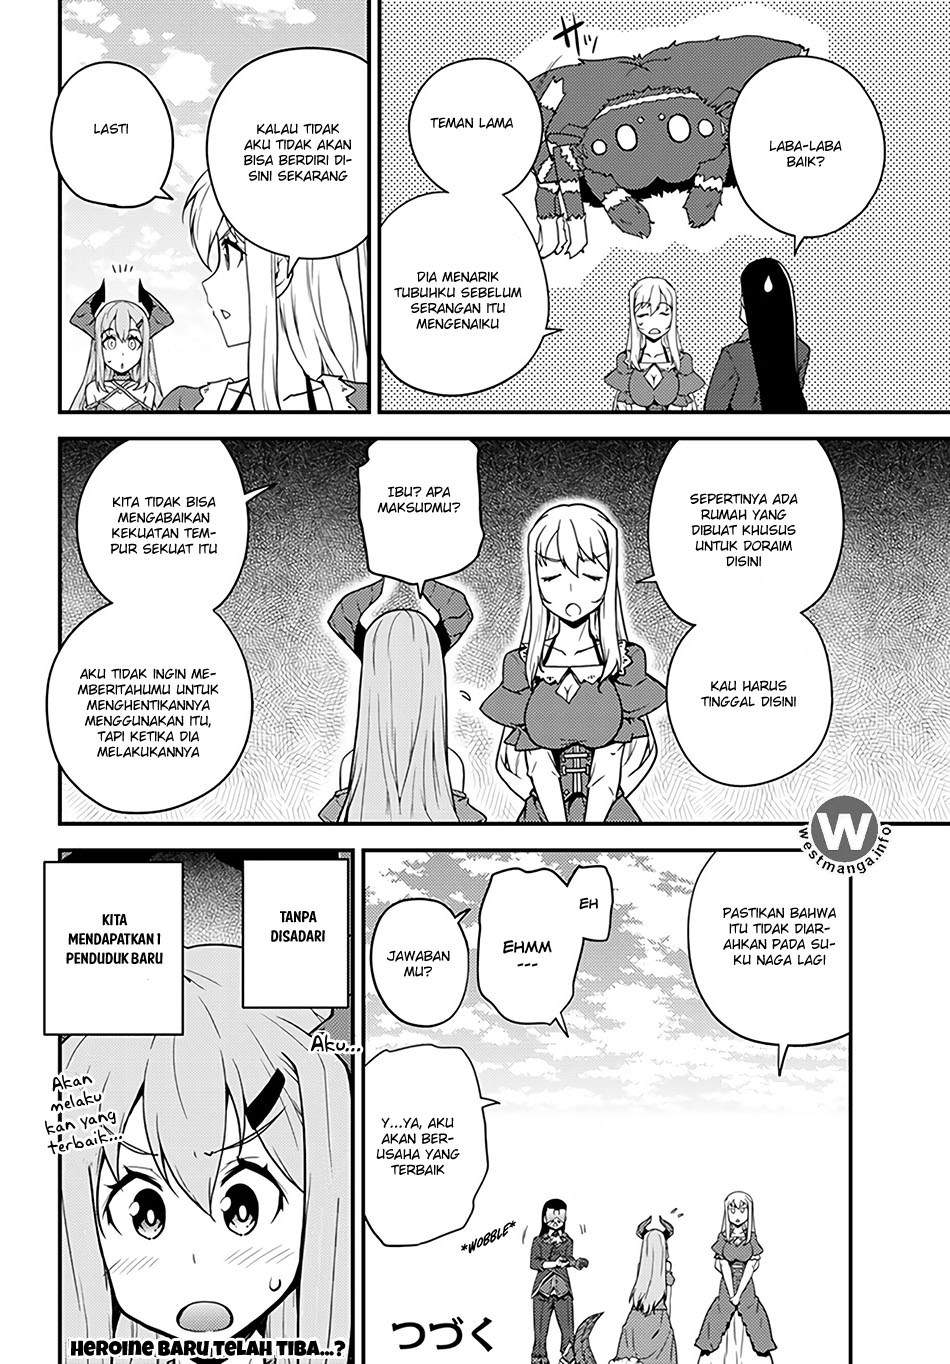 ザッ
LABA-LABA
BAIK?
TEMAN LAMA
DIA MENARIK
TUBUHKU SEBELUM
SERANGAN ITU
MENGENAIKU
KALAU TIDAK
AKU TIDAK AKAN
BISA BERDIRI DI-
SINI SEKARANG
LASTI
SEPERTINYA ADA
RUMAH YANG
DIBUAT KHUSUS
UNTUK DORAIM
DISINI
KAU HARUS
TINGGAL DISINI
IBU? APA
MAKSUDMU?
KITA TIDAK BISA
MENGABAIKAN
KEKUATAN TEM-
PUR SEKUAT ITU
AKU TIDAK INGIN ME-
MBERITAHUMU UNTUK
MENGHENTIKANNYA
MENGGUNAKAN ITU,
TAPI KETIKA DIA
MELAKUKANNYA
W
westmanga.info
PASTIKAN BAHWA
ITU TIDAK DIAR-
AHKAN PADA SU-
KU NAGA LAGI
EH
EHMM
---
JAWABAN
MU?
Y...YA, AKU
AKAN BER-
USAHA YANG
TERBAIK
*WOBBLE*
つづく
TANPA
DISADARI
KITA
MENDAPATKAN 1
PENDUDUK BARU
Aku...
Akan
melaku
kan yang
terbaik...
HEROINE BARU TELAH TIBA...?